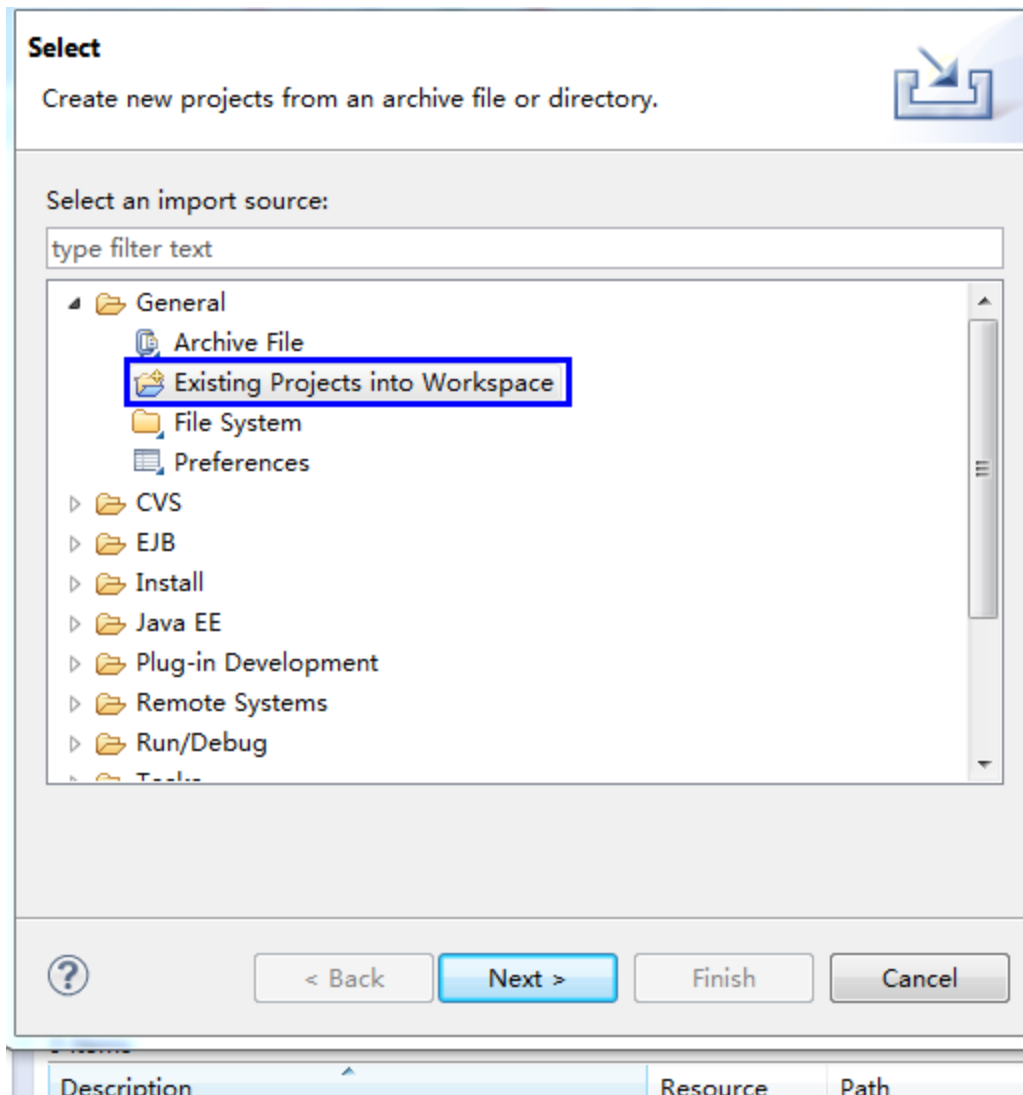 Select
Create new projects from an archive file or directory.
Select an import source:
type filter text
General
Archive File
Existing Projects into Workspace
File System
Preferences
CVS
EJB
Install
Java EE
Plug-in Development
Remote Systems
Run/Debug
Tasks
? < Back Next > Finish Cancel
Description Resource Path